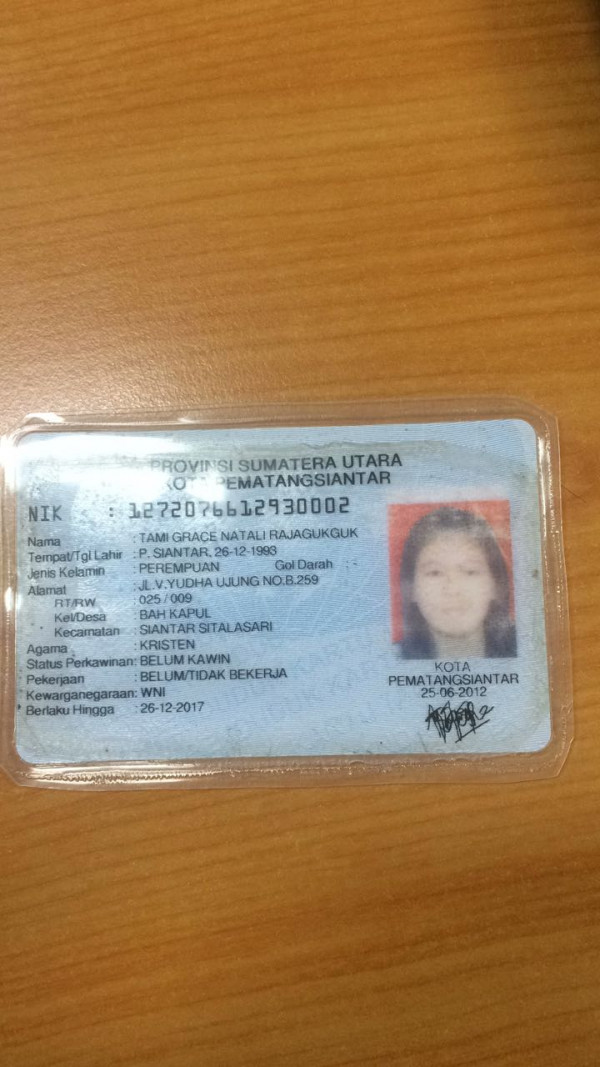 PROVINSI SUMATERA UTARA
KOTA PEMATANGSIANTAR
NIK : 1272076612930002
Nama : TAMI GRACE NATALI RAJAGUKGUK
Tempat/Tgl Lahir : P. SIANTAR, 26-12-1993
Jenis Kelamin : PEREMPUAN Gol Darah : -
Alamat : JL.V.YUDHA UJUNG NO.B.259
RT/RW : 025 / 009
Kel/Desa : BAH KAPUL
Kecamatan : SIANTAR SITALASARI
Agama : KRISTEN
Status Perkawinan: BELUM KAWIN
Pekerjaan : BELUM/TIDAK BEKERJA
Kewarganegaraan: WNI
Berlaku Hingga : 26-12-2017
KOTA
PEMATANGSIANTAR
25-06-2012